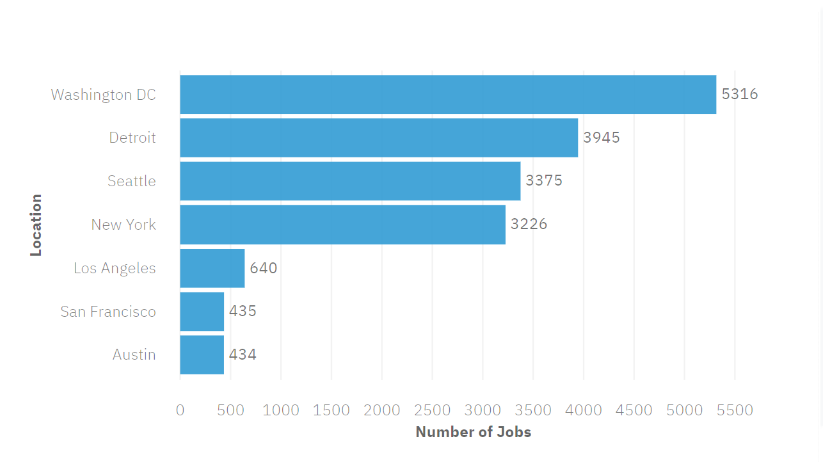 Washington DC 5316
Detroit 3945
Seattle 3375
New York 3226
Los Angeles 640
San Francisco 435
Austin 434
Location
0 500 1000 1500 2000 2500 3000 3500 4000 4500 5000 5500
Number of Jobs